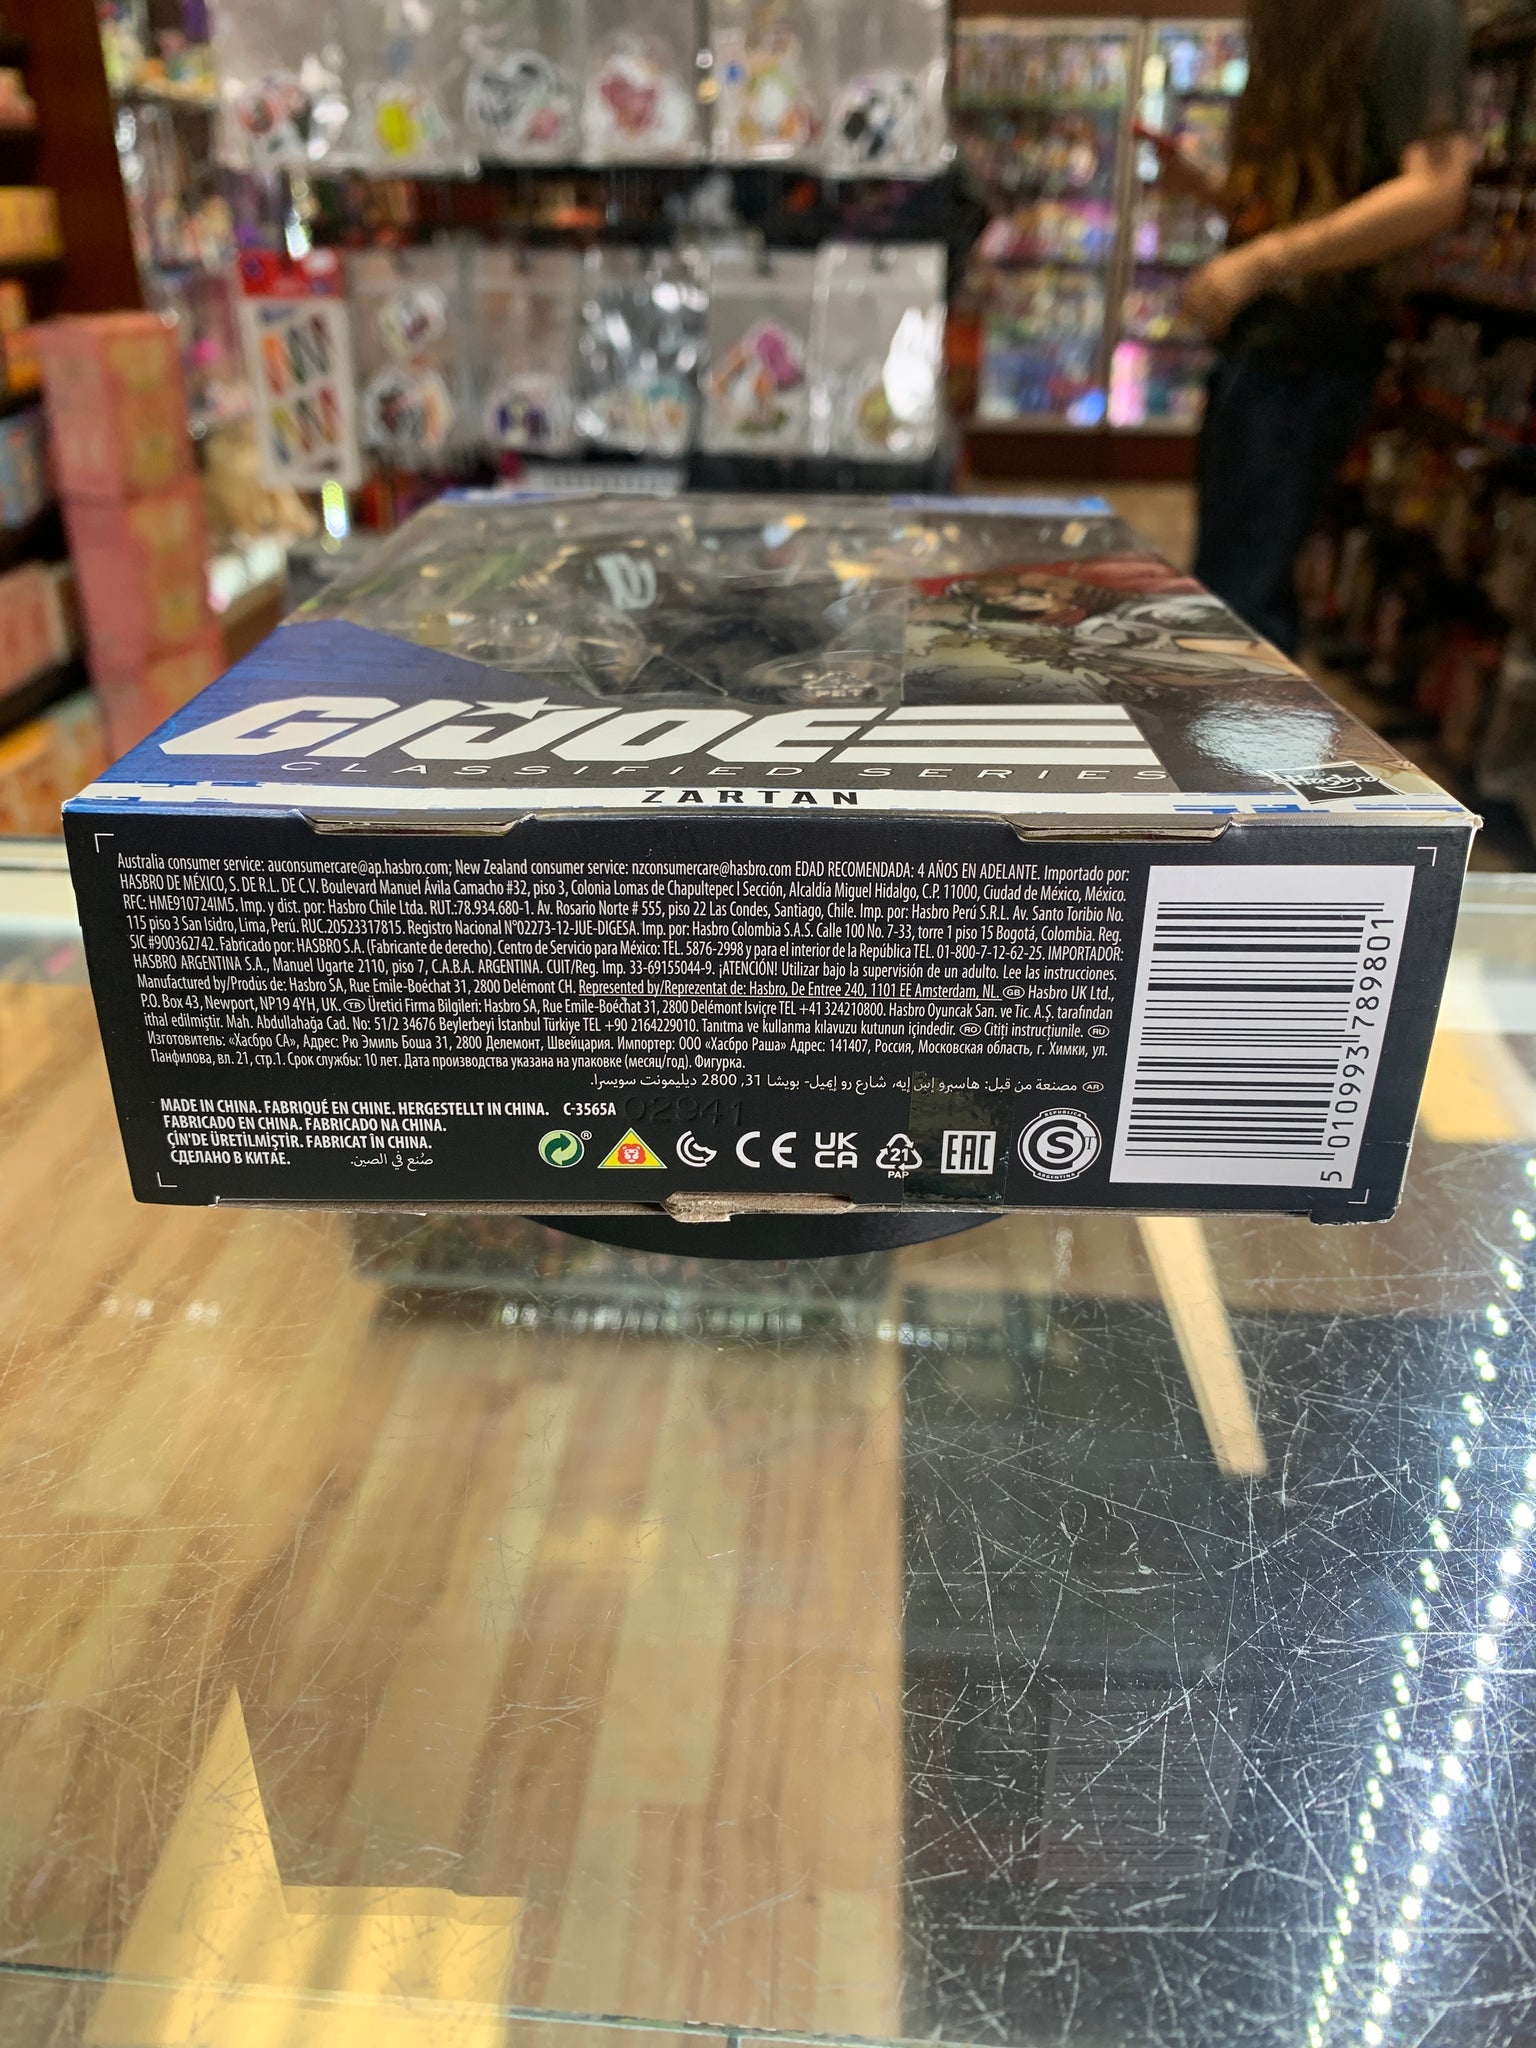 PET
GIJOE
CLASSIFIED SERIES
Hasbro
ZARTAN
Australia consumer service: auconsumercare@ap.hasbro.com; New Zealand consumer service: nzconsumercare@hasbro.com EDAD RECOMENDADA: 4 AÑOS EN ADELANTE. Importado por:
HASBRO DE MÉXICO, S. DE R.L. DE C.V. Boulevard Manuel Ávila Camacho #32, piso 3, Colonia Lomas de Chapultepec I Sección, Alcaldía Miguel Hidalgo, C.P. 11000, Ciudad de México, México.
RFC: HME910724IM5. Imp. y dist. por: Hasbro Chile Ltda. RUT.:78.934.680-1. Av. Rosario Norte # 555, piso 22 Las Condes, Santiago, Chile. Imp. por: Hasbro Perú S.R.L. Av. Santo Toribio No.
115 piso 3 San Isidro, Lima, Perú. RUC.20523317815. Registro Nacional N°02273-12-JUE-DIGESA. Imp. por: Hasbro Colombia S.A.S. Calle 100 No. 7-33, torre 1 piso 15 Bogotá, Colombia. Reg.
SIC #900362742. Fabricado por: HASBRO S.A. (Fabricante de derecho). Centro de Servicio para México: TEL. 5876-2998 y para el interior de la República TEL. 01-800-7-12-62-25. IMPORTADOR:
HASBRO ARGENTINA S.A., Manuel Ugarte 2110, piso 7, C.A.B.A. ARGENTINA. CUIT/Reg. Imp. 33-69155044-9. ¡ATENCIÓN! Utilizar bajo la supervisión de un adulto. Lee las instrucciones.
Manufactured by/Produs de: Hasbro SA, Rue Emile-Boéchat 31, 2800 Delémont CH. Represented by/Reprezentat de: Hasbro, De Entree 240, 1101 EE Amsterdam, NL. GB Hasbro UK Ltd.,
P.O. Box 43, Newport, NP19 4YH, UK. TR Üretici Firma Bilgileri: Hasbro SA, Rue Emile-Boéchat 31, 2800 Delémont Isviçre TEL +41 324210800. Hasbro Oyuncak San. ve Tic. A.Ş. tarafından
ithal edilmiştir. Mah. Abdullahağa Cad. No: 51/2 34676 Beylerbeyi İstanbul Türkiye TEL +90 2164229010. Tanıtma ve kullanma kılavuzu kutunun içindedir. RO Citiți instrucțiunile. RU
Изготовитель: «Хасбро СА», Адрес: Рю Эмиль Боша 31, 2800 Делемонт, Швейцария. Импортер: ООО «Хасбро Раша» Адрес: 141407, Россия, Московская область, г. Химки, ул.
Панфилова, вл. 21, стр.1. Срок службы: 10 лет. Дата производства указана на упаковке (месяц/год). Фигурка.
AR مصنعة من قبل: هاسبرو إس إيه، شارع رو إيميل- بويشا 31, 2800 ديليمونت سويسرا.
MADE IN CHINA. FABRIQUÉ EN CHINE. HERGESTELLT IN CHINA. C-3565A 02941
FABRICADO EN CHINA. FABRICADO NA CHINA.
ÇİN'DE ÜRETİLMİŞTİR. FABRICAT ÎN CHINA.
СДЕЛАНО В КИТАЕ. صُنع في الصين.
® CE UKCA 21 PAP EAC REPUBLICA S ARGENTINA
5 010993 789801